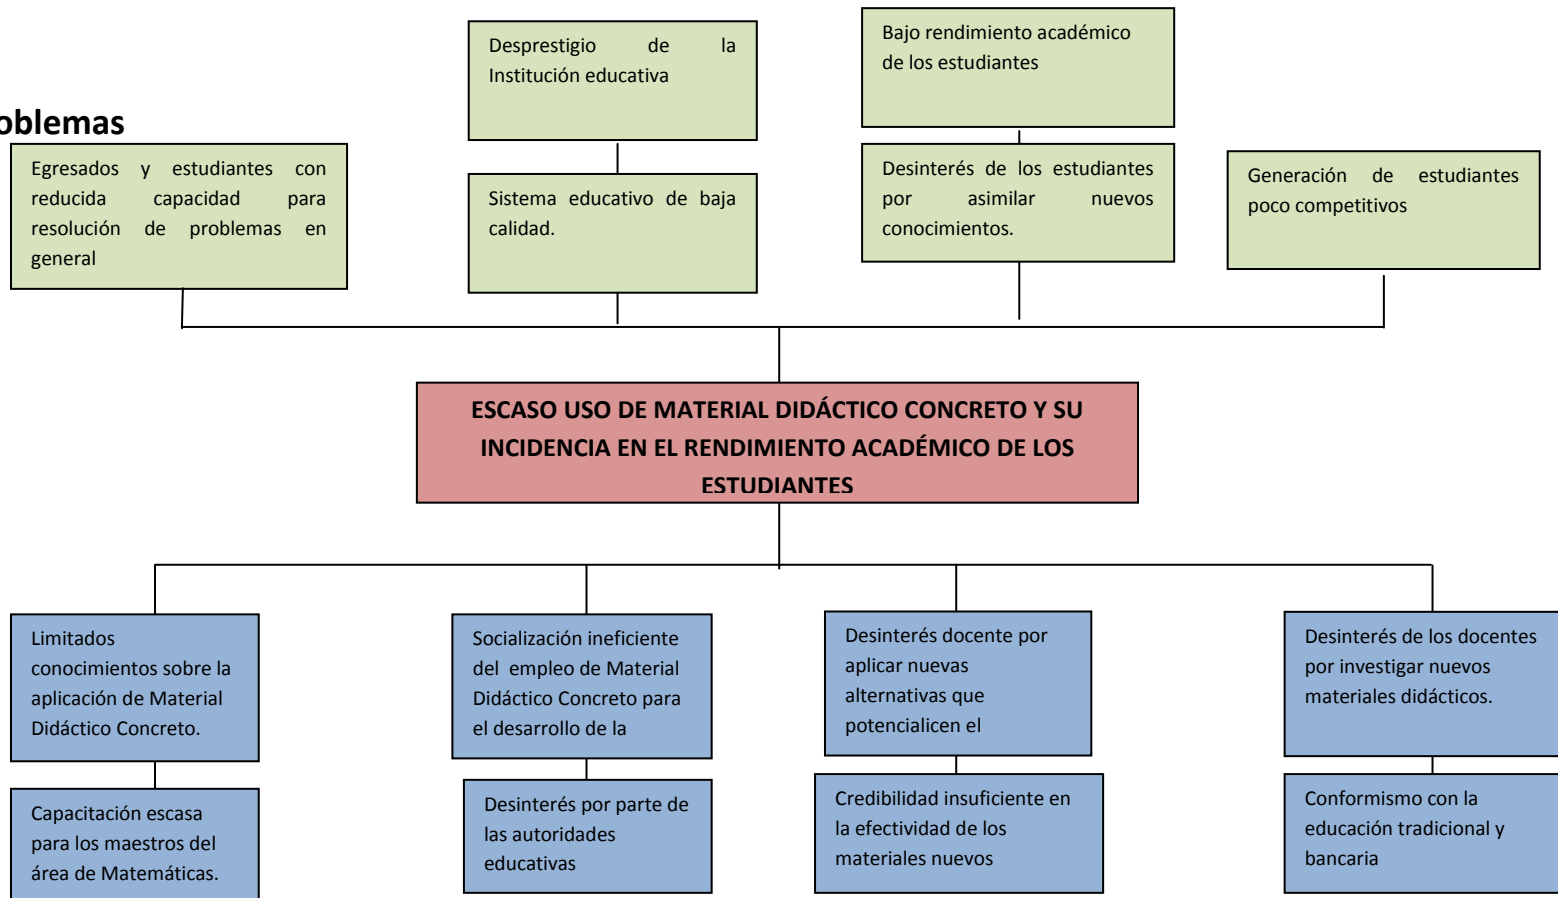 Desprestigio de la
Institución educativa
Bajo rendimiento académico
de los estudiantes
oblemas
Egresados y estudiantes con
reducida capacidad para
resolución de problemas en
general
Sistema educativo de baja
calidad.
Desinterés de los estudiantes
por asimilar nuevos
conocimientos.
Generación de estudiantes
poco competitivos
ESCASO USO DE MATERIAL DIDÁCTICO CONCRETO Y SU
INCIDENCIA EN EL RENDIMIENTO ACADÉMICO DE LOS
ESTUDIANTES
Limitados
conocimientos sobre la
aplicación de Material
Didáctico Concreto.
Socialización ineficiente
del empleo de Material
Didáctico Concreto para
el desarrollo de la
Desinterés docente por
aplicar nuevas
alternativas que
potencialicen el
Desinterés de los docentes
por investigar nuevos
materiales didácticos.
Capacitación escasa
para los maestros del
área de Matemáticas.
Desinterés por parte de
las autoridades
educativas
Credibilidad insuficiente en
la efectividad de los
materiales nuevos
Conformismo con la
educación tradicional y
bancaria